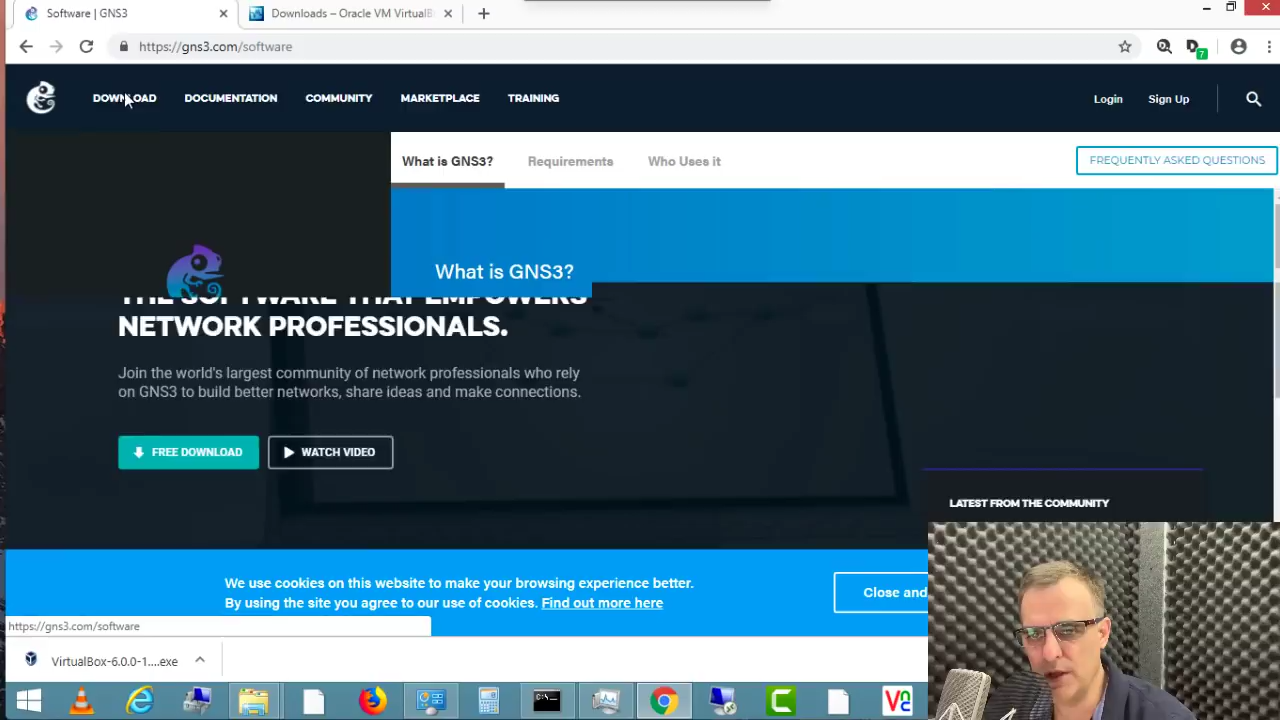 Software | GNS3
Downloads – Oracle VM VirtualB
https://gns3.com/software
7
DOWNLOAD
DOCUMENTATION
COMMUNITY
MARKETPLACE
TRAINING
Login
Sign Up
What is GNS3?
Requirements
Who Uses it
FREQUENTLY ASKED QUESTIONS
What is GNS3?
THE SOFTWARE THAT EMPOWERS
NETWORK PROFESSIONALS.
Join the world's largest community of network professionals who rely
on GNS3 to build better networks, share ideas and make connections.
FREE DOWNLOAD
WATCH VIDEO
LATEST FROM THE COMMUNITY
We use cookies on this website to make your browsing experience better.
By using the site you agree to our use of cookies. Find out more here
Close and
https://gns3.com/software
VirtualBox-6.0.0-1....exe